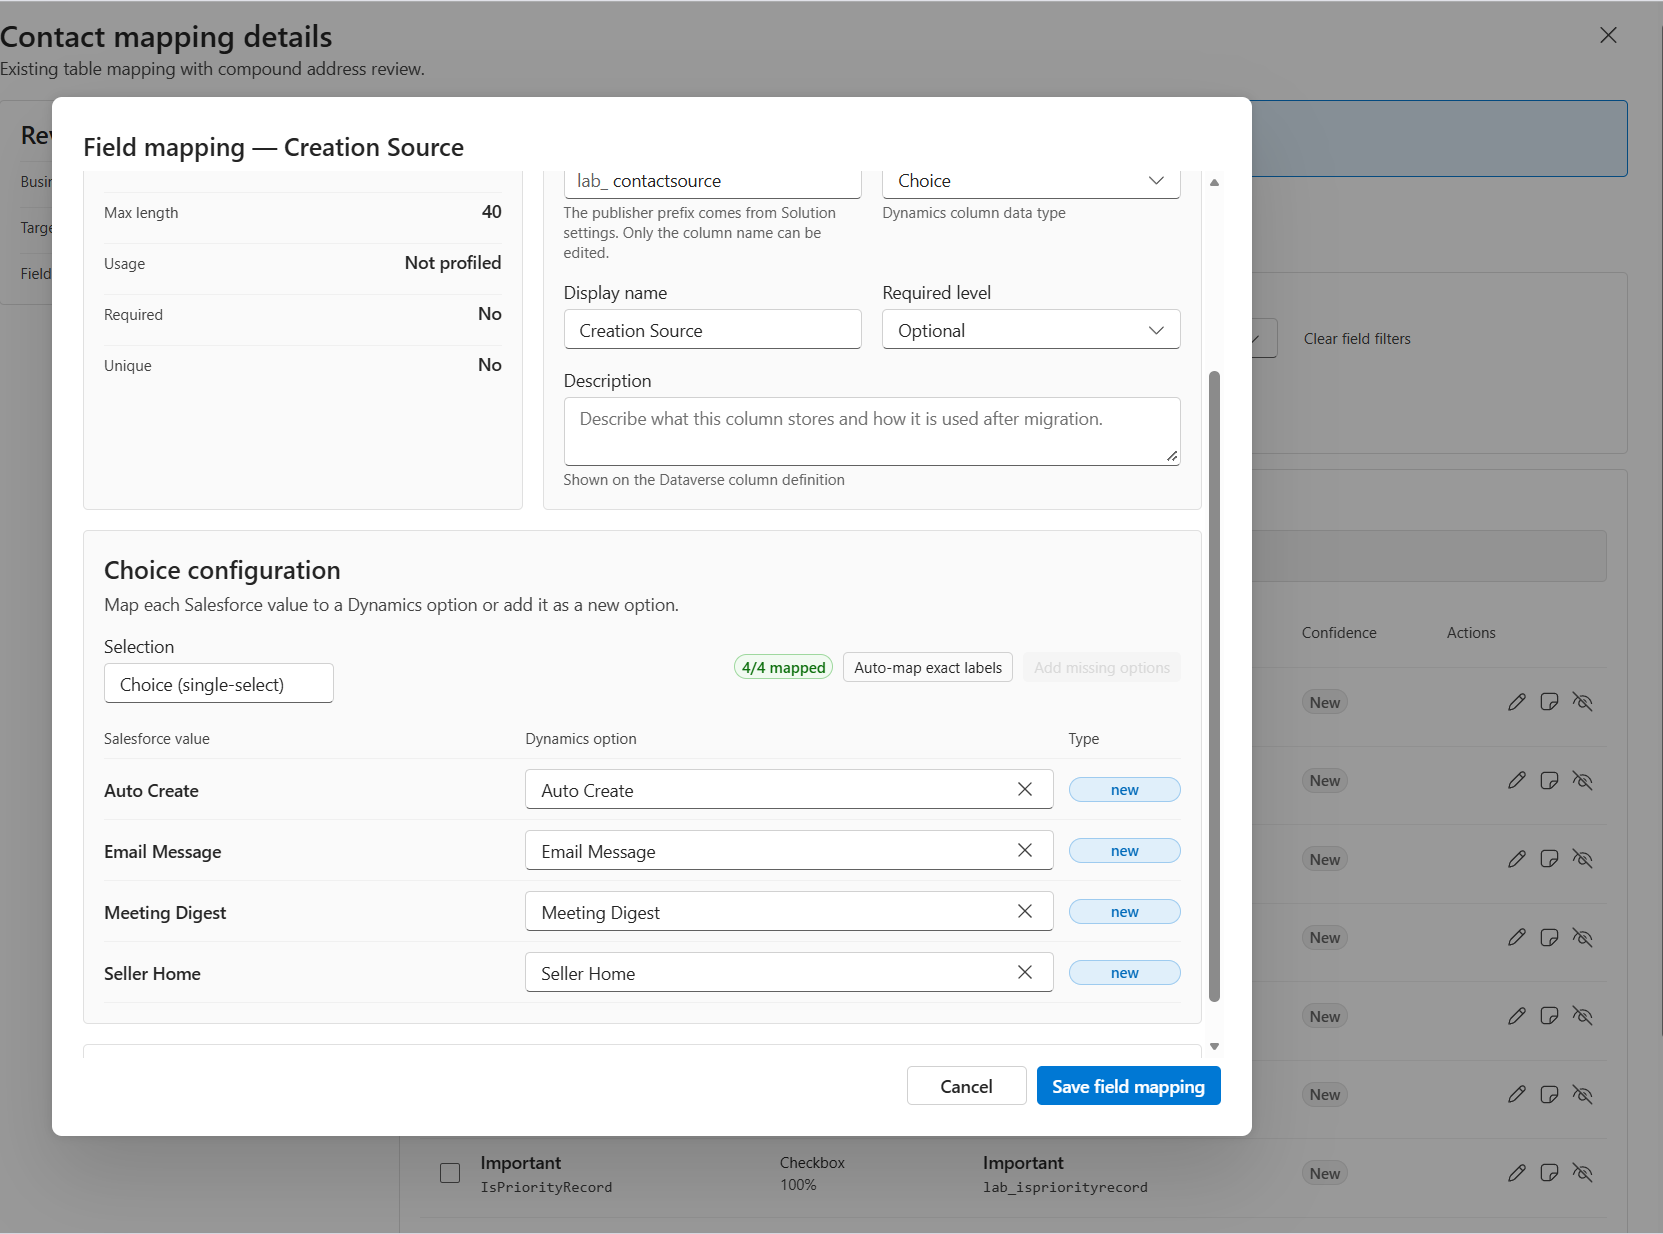 Contact mapping details
Existing table mapping with compound address review.
Field mapping — Creation Source
lab_ contactsource
Choice
Max length
40
The publisher prefix comes from Solution
settings. Only the column name can be
edited.
Dynamics column data type
Usage
Not profiled
Display name
Required level
Required
No
Creation Source
Optional
Clear field filters
Unique
No
Description
Describe what this column stores and how it is used after migration.
Shown on the Dataverse column definition
Choice configuration
Map each Salesforce value to a Dynamics option or add it as a new option.
Selection
Choice (single-select)
4/4 mapped
Auto-map exact labels
Add missing options
Confidence
Actions
Salesforce value
Dynamics option
Type
Auto Create
Auto Create
new
Email Message
Email Message
new
Meeting Digest
Meeting Digest
new
Seller Home
Seller Home
new
New
New
New
New
New
New
Cancel
Save field mapping
Important
IsPriorityRecord
Checkbox
100%
Important
lab_ispriorityrecord
New